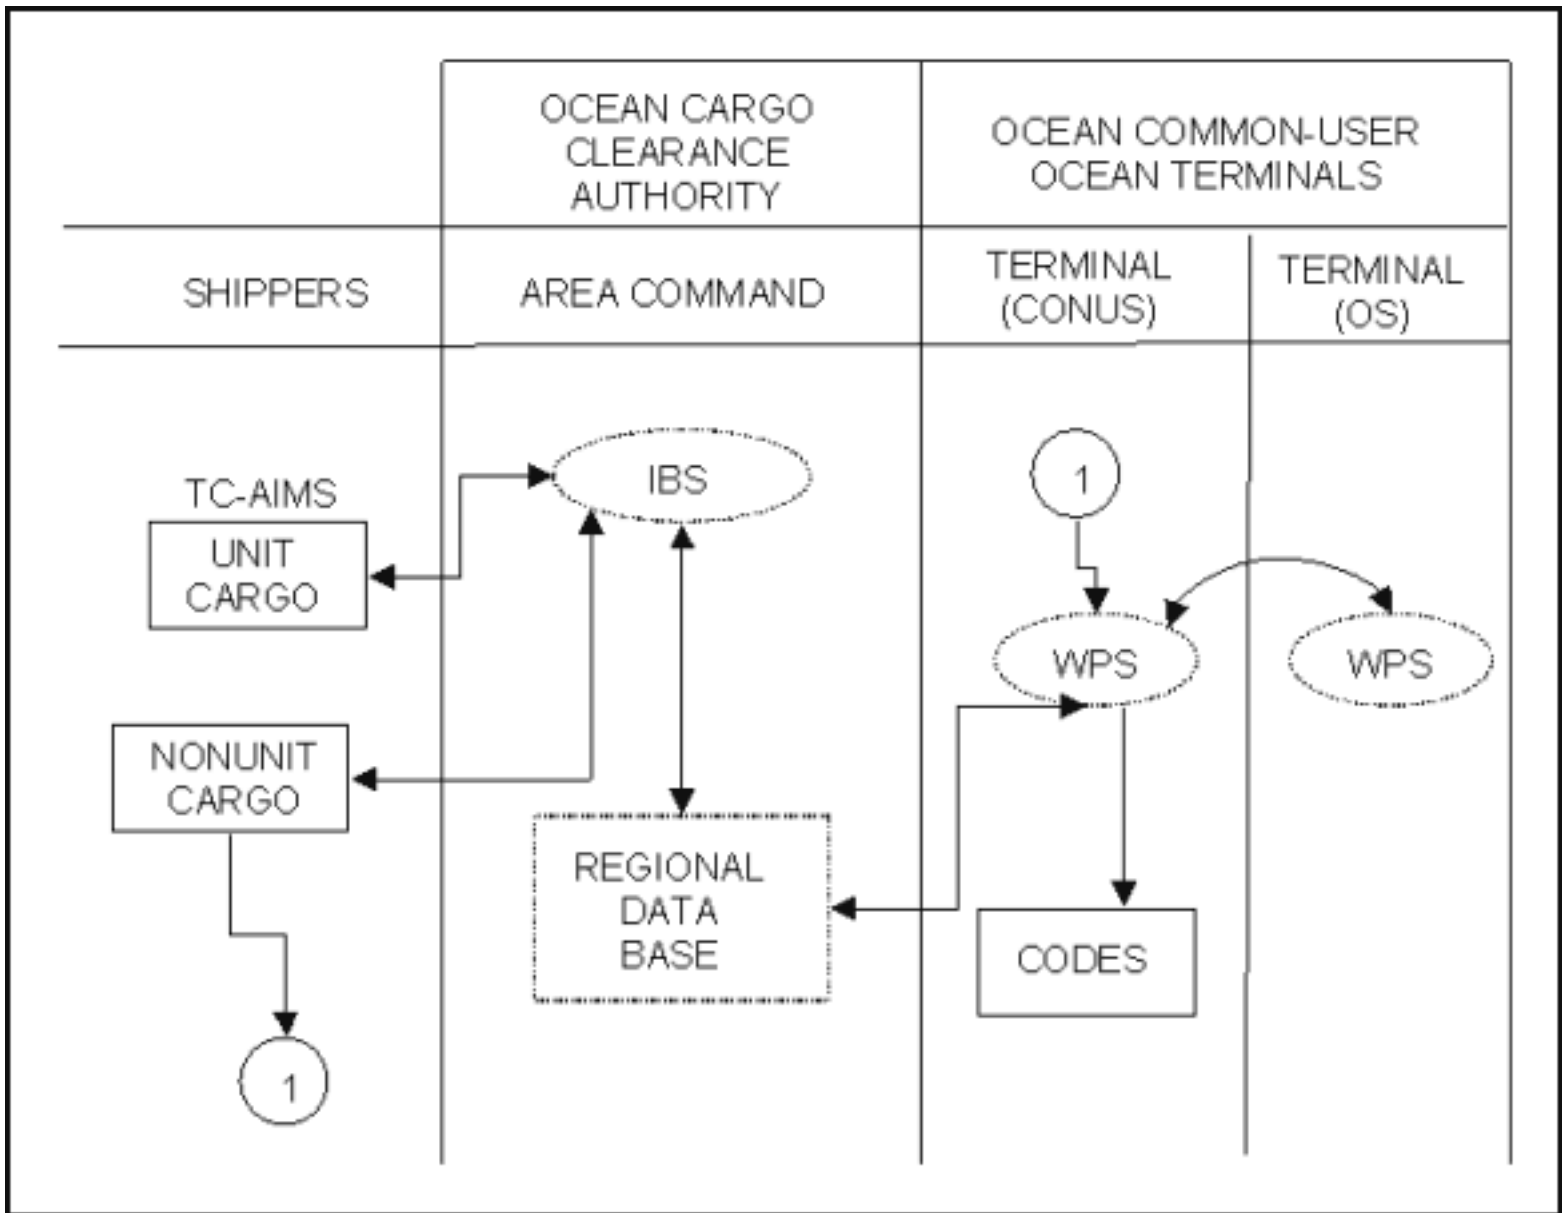 OCEAN CARGO
CLEARANCE
AUTHORITY
OCEAN COMMON-USER
OCEAN TERMINALS
SHIPPERS
AREA COMMAND
TERMINAL
(CONUS)
TERMINAL
(OS)
TC-AIMS
UNIT
CARGO
IBS
1
WPS
WPS
NONUNIT
CARGO
REGIONAL
DATA
BASE
CODES
1